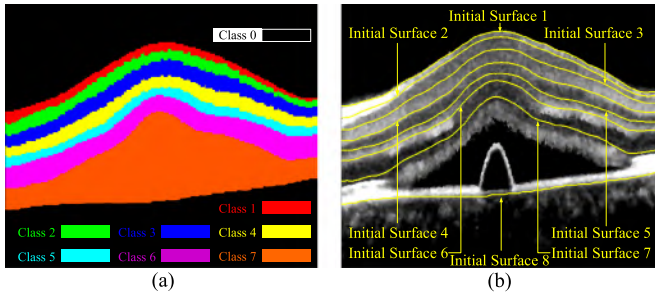 Class 0
Class 1
Class 2
Class 3
Class 4
Class 5
Class 6
Class 7
(a)
Initial Surface 1
Initial Surface 2
Initial Surface 3
Initial Surface 4
Initial Surface 5
Initial Surface 6
Initial Surface 7
Initial Surface 8
(b)